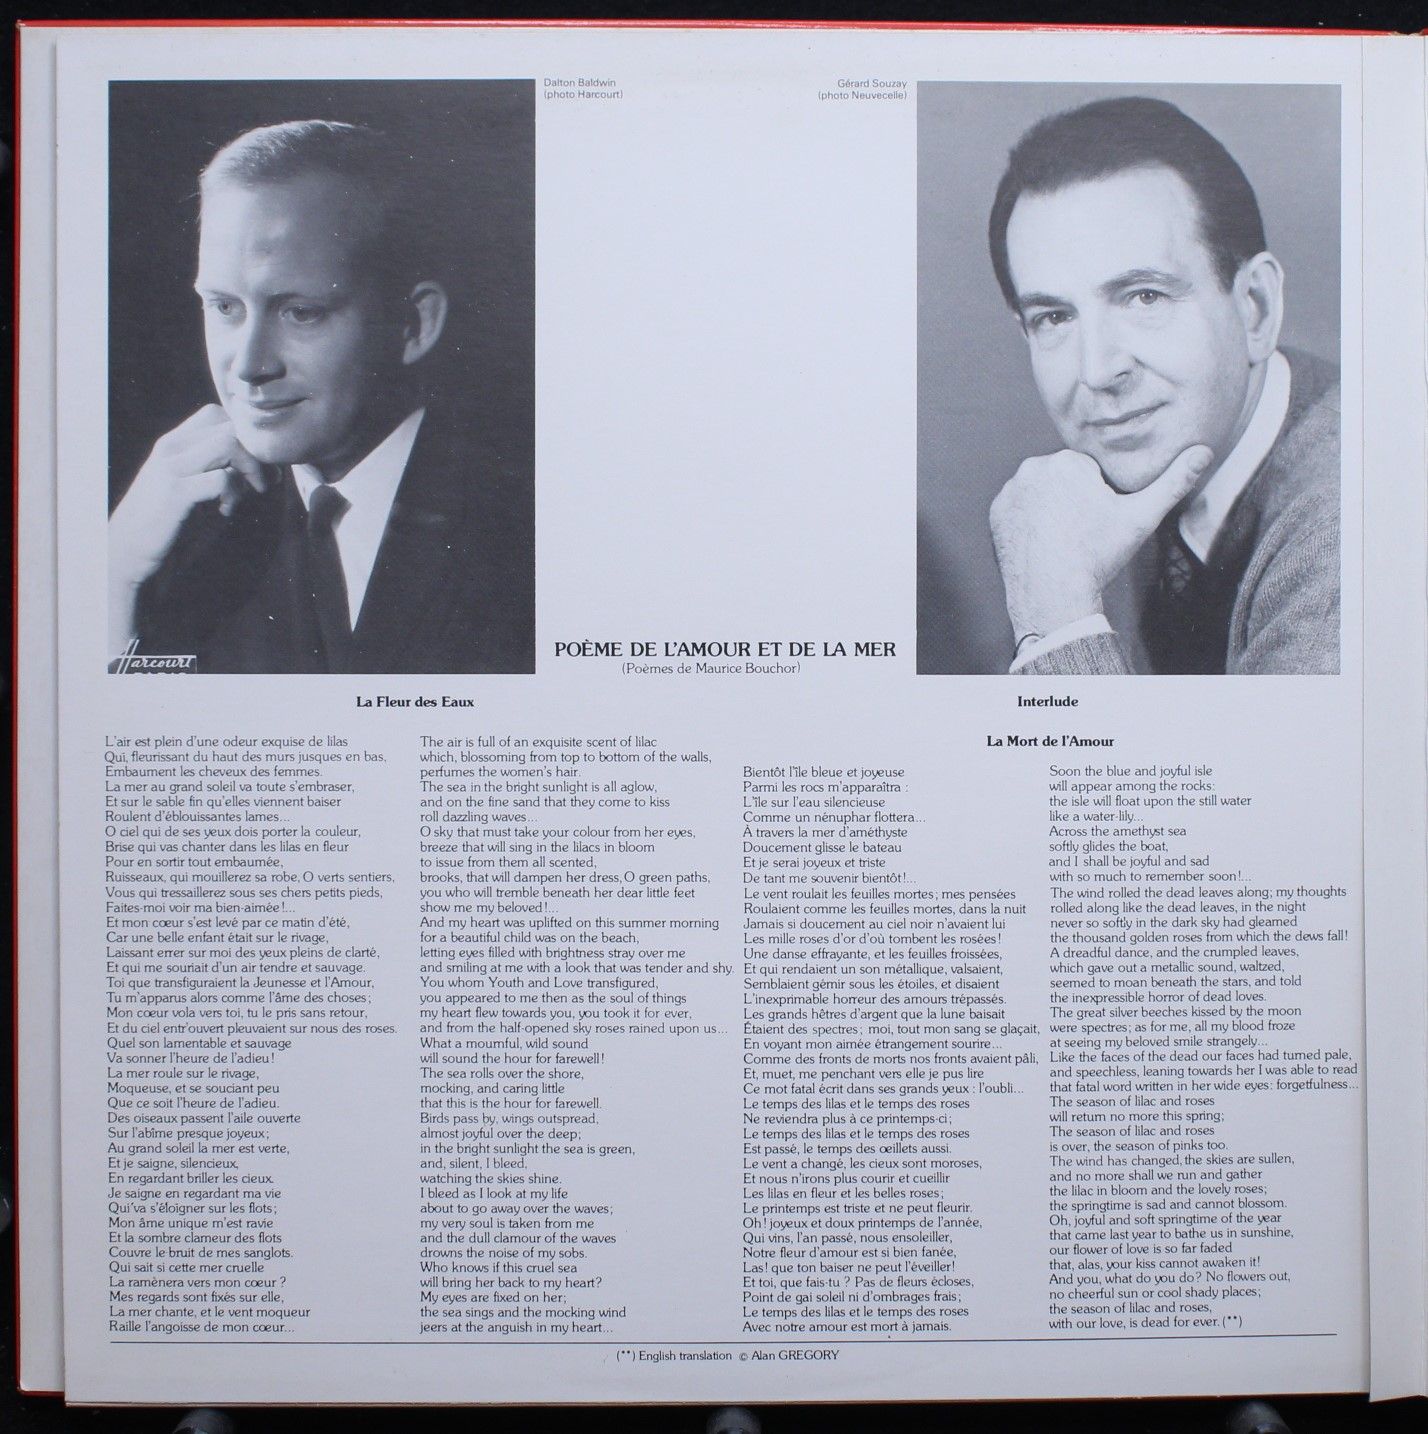 Dalton Baldwin
(photo Harcourt)
Gérard Souzay
(photo Neuvecelle)
Harcourt
POÈME DE L'AMOUR ET DE LA MER
(Poèmes de Maurice Bouchor)
La Fleur des Eaux
L'air est plein d'une odeur exquise de lilas
Qui, fleurissant du haut des murs jusques en bas,
Embaument les cheveux des femmes.
La mer au grand soleil va toute s'embraser,
Et sur le sable fin qu'elles viennent baiser
Roulent d'éblouissantes lames...
O ciel qui de ses yeux dois porter la couleur,
Brise qui vas chanter dans les lilas en fleur
Pour en sortir tout embaumée,
Ruisseaux, qui mouillerez sa robe, O verts sentiers,
Vous qui tressaillerez sous ses chers petits pieds,
Faites-moi voir ma bien-aimée !...
Et mon cœur s'est levé par ce matin d'été,
Car une belle enfant était sur le rivage,
Laissant errer sur moi des yeux pleins de clarté,
Et qui me souriait d'un air tendre et sauvage.
Toi que transfiguraient la Jeunesse et l'Amour,
Tu m'apparus alors comme l'âme des choses;
Mon cœur vola vers toi, tu le pris sans retour,
Et du ciel entr'ouvert pleuvaient sur nous des roses.
Quel son lamentable et sauvage
Va sonner l'heure de l'adieu !
La mer roule sur le rivage,
Moqueuse, et se souciant peu
Que ce soit l'heure de l'adieu.
Des oiseaux passent l'aile ouverte
Sur l'abîme presque joyeux;
Au grand soleil la mer est verte,
Et je saigne, silencieux,
En regardant briller les cieux.
Je saigne en regardant ma vie
Qui'va s'éloigner sur les flots;
Mon âme unique m'est ravie
Et la sombre clameur des flots
Couvre le bruit de mes sanglots.
Qui sait si cette mer cruelle
La ramènera vers mon cœur ?
Mes regards sont fixés sur elle,
La mer chante, et le vent moqueur
Raille l'angoisse de mon cœur...
The air is full of an exquisite scent of lilac
which, blossoming from top to bottom of the walls,
perfumes the women's hair.
The sea in the bright sunlight is all aglow,
and on the fine sand that they come to kiss
roll dazzling waves...
O sky that must take your colour from her eyes,
breeze that will sing in the lilacs in bloom
to issue from them all scented,
brooks, that will dampen her dress, O green paths,
you who will tremble beneath her dear little feet
show me my beloved !...
And my heart was uplifted on this summer morning
for a beautiful child was on the beach,
letting eyes filled with brightness stray over me
and smiling at me with a look that was tender and shy.
You whom Youth and Love transfigured,
you appeared to me then as the soul of things
my heart flew towards you, you took it for ever,
and from the half-opened sky roses rained upon us...
What a mournful, wild sound
will sound the hour for farewell !
The sea rolls over the shore,
mocking, and caring little
that this is the hour for farewell.
Birds pass by, wings outspread,
almost joyful over the deep;
in the bright sunlight the sea is green,
and, silent, I bleed,
watching the skies shine.
I bleed as I look at my life
about to go away over the waves;
my very soul is taken from me
and the dull clamour of the waves
drowns the noise of my sobs.
Who knows if this cruel sea
will bring her back to my heart?
My eyes are fixed on her;
the sea sings and the mocking wind
jeers at the anguish in my heart...
Interlude
La Mort de l'Amour
Bientôt l'île bleue et joyeuse
Parmi les rocs m'apparaîtra :
L'île sur l'eau silencieuse
Comme un nénuphar flottera...
À travers la mer d'améthyste
Doucement glisse le bateau
Et je serai joyeux et triste
De tant me souvenir bientôt !...
Le vent roulait les feuilles mortes; mes pensées
Roulaient comme les feuilles mortes, dans la nuit
Jamais si doucement au ciel noir n'avaient lui
Les mille roses d'or d'où tombent les rosées !
Une danse effrayante, et les feuilles froissées,
Et qui rendaient un son métallique, valsaient,
Semblaient gémir sous les étoiles, et disaient
L'inexprimable horreur des amours trépassés.
Les grands hêtres d'argent que la lune baisait
Étaient des spectres; moi, tout mon sang se glaçait,
En voyant mon aimée étrangement sourire...
Comme des fronts de morts nos fronts avaient pâli,
Et, muet, me penchant vers elle je pus lire
Ce mot fatal écrit dans ses grands yeux : l'oubli...
Le temps des lilas et le temps des roses
Ne reviendra plus à ce printemps-ci;
Le temps des lilas et le temps des roses
Est passé, le temps des œillets aussi.
Le vent a changé, les cieux sont moroses,
Et nous n'irons plus courir et cueillir
Les lilas en fleur et les belles roses;
Le printemps est triste et ne peut fleurir.
Oh! joyeux et doux printemps de l'année,
Qui vins, l'an passé, nous ensoleiller,
Notre fleur d'amour est si bien fanée,
Las! que ton baiser ne peut l'éveiller!
Et toi, que fais-tu ? Pas de fleurs écloses,
Point de gai soleil ni d'ombrages frais;
Le temps des lilas et le temps des roses
Avec notre amour est mort à jamais.
Soon the blue and joyful isle
will appear among the rocks:
the isle will float upon the still water
like a water-lily...
Across the amethyst sea
softly glides the boat,
and I shall be joyful and sad
with so much to remember soon !...
The wind rolled the dead leaves along; my thoughts
rolled along like the dead leaves, in the night
never so softly in the dark sky had gleamed
the thousand golden roses from which the dews fall!
A dreadful dance, and the crumpled leaves,
which gave out a metallic sound, waltzed,
seemed to moan beneath the stars, and told
the inexpressible horror of dead loves.
The great silver beeches kissed by the moon
were spectres; as for me, all my blood froze
at seeing my beloved smile strangely...
Like the faces of the dead our faces had turned pale,
and speechless, leaning towards her I was able to read
that fatal word written in her wide eyes: forgetfulness...
The season of lilac and roses
will return no more this spring;
The season of lilac and roses
is over, the season of pinks too.
The wind has changed, the skies are sullen,
and no more shall we run and gather
the lilac in bloom and the lovely roses;
the springtime is sad and cannot blossom.
Oh, joyful and soft springtime of the year
that came last year to bathe us in sunshine,
our flower of love is so far faded
that, alas, your kiss cannot awaken it!
And you, what do you do? No flowers out,
no cheerful sun or cool shady places;
the season of lilac and roses,
with our love, is dead for ever. (**)
(**) English translation © Alan GREGORY